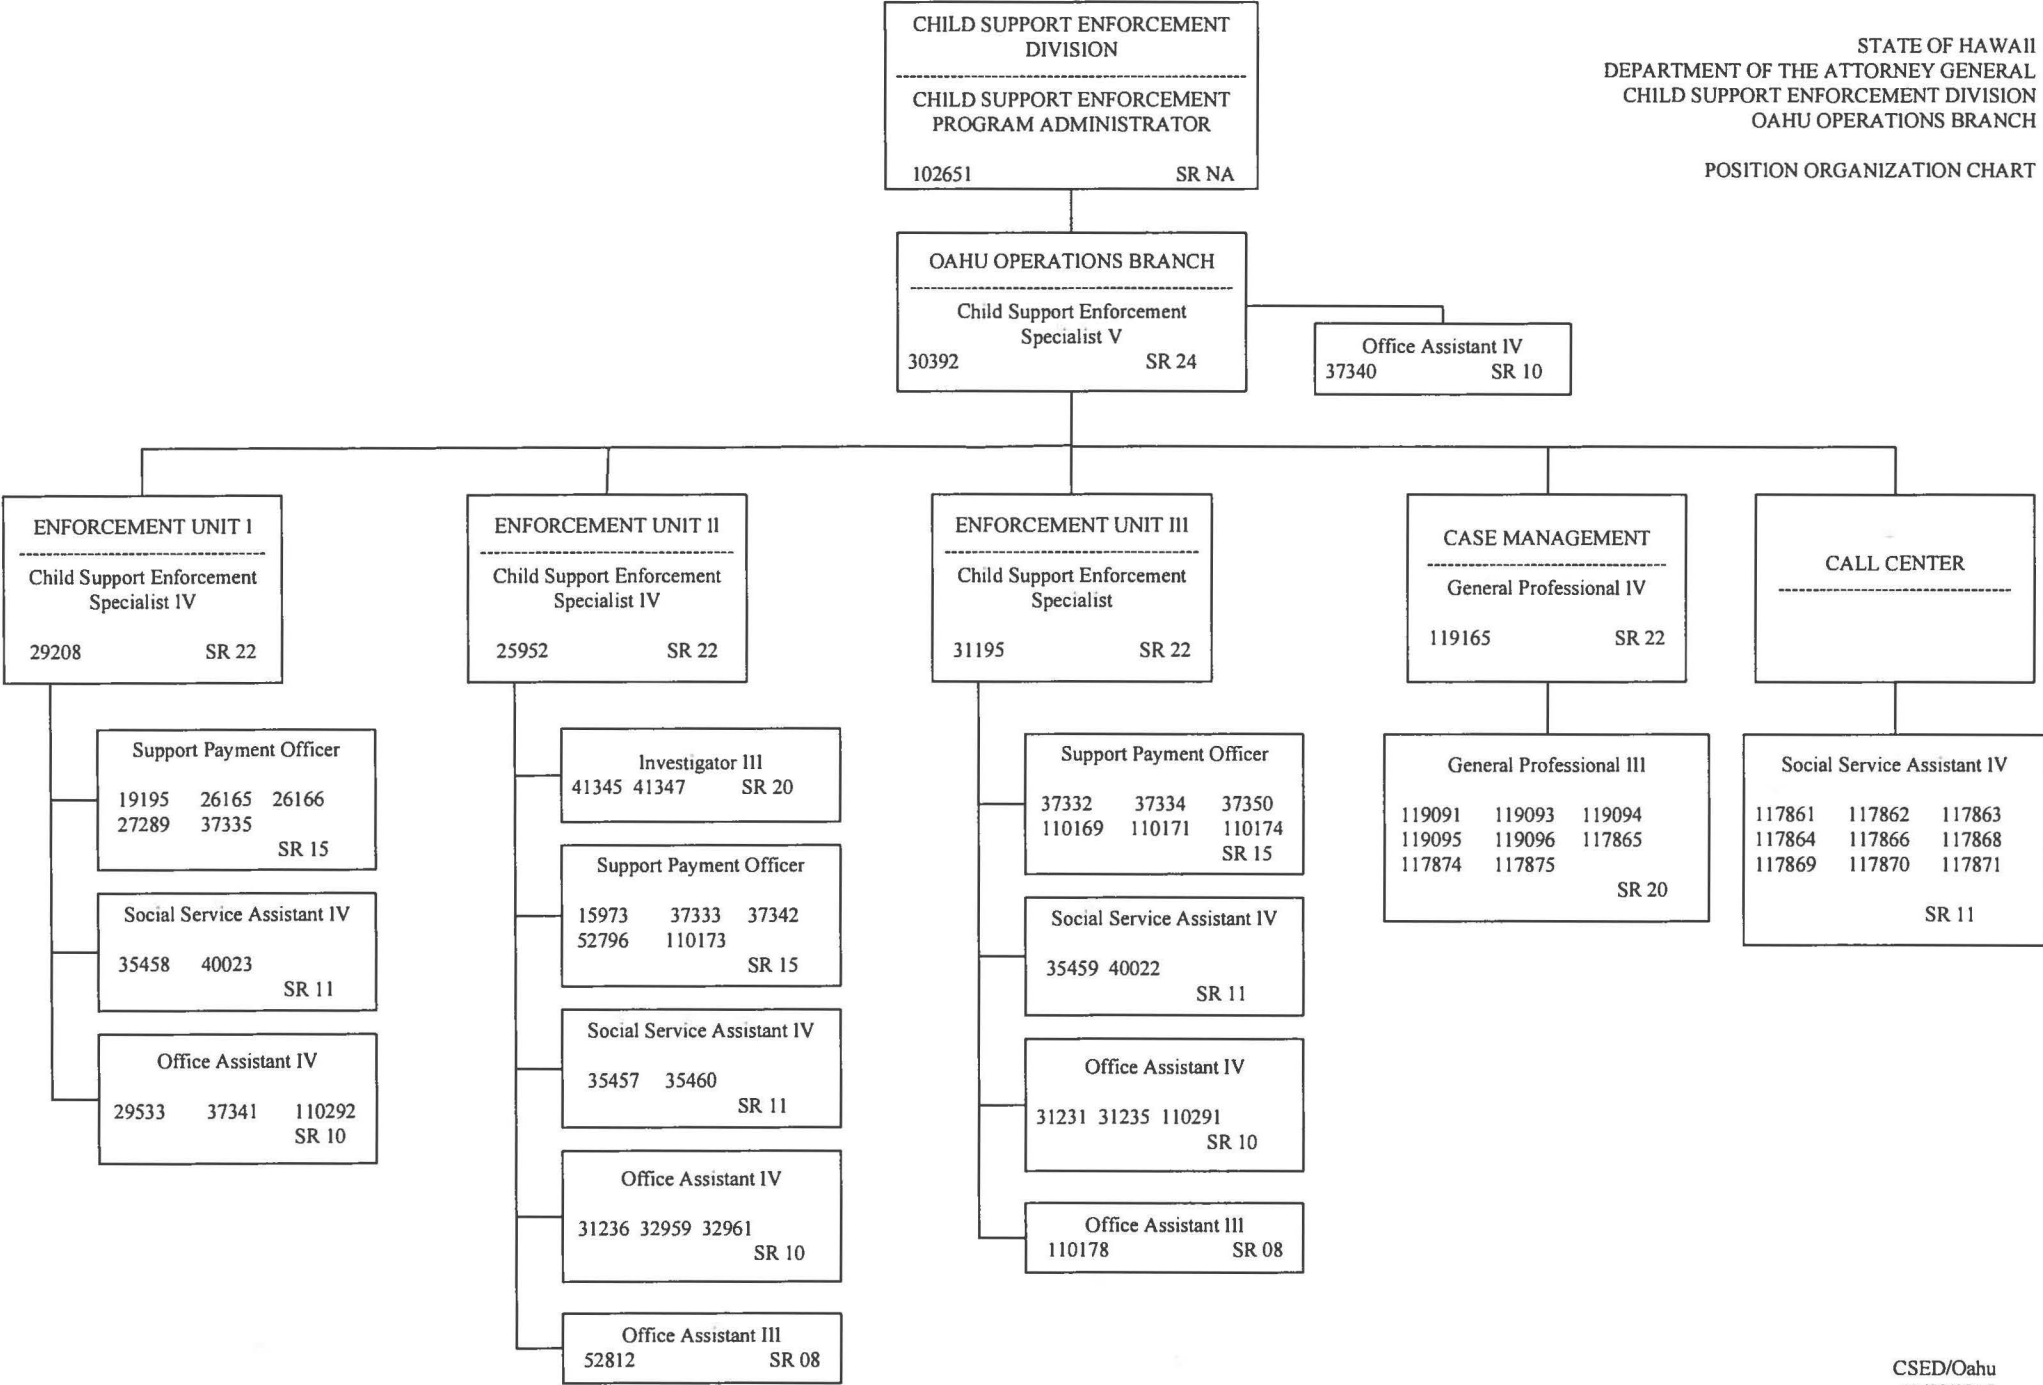 CHILD SUPPORT ENFORCEMENT
DIVISION
CHILD SUPPORT ENFORCEMENT
PROGRAM ADMINISTRATOR
102651 SR NA
STATE OF HAWAII
DEPARTMENT OF THE ATTORNEY GENERAL
CHILD SUPPORT ENFORCEMENT DIVISION
OAHU OPERATIONS BRANCH
POSITION ORGANIZATION CHART
OAHU OPERATIONS BRANCH
Child Support Enforcement
Specialist V
30392 SR 24
Office Assistant IV
37340 SR 10
ENFORCEMENT UNIT I
Child Support Enforcement
Specialist IV
29208 SR 22
Support Payment Officer
19195 26165 26166
27289 37335
SR 15
Social Service Assistant IV
35458 40023
SR 11
Office Assistant IV
29533 37341 110292
SR 10
ENFORCEMENT UNIT II
Child Support Enforcement
Specialist IV
25952 SR 22
Investigator III
41345 41347 SR 20
Support Payment Officer
15973 37333 37342
52796 110173
SR 15
Social Service Assistant IV
35457 35460
SR 11
Office Assistant IV
31236 32959 32961
SR 10
Office Assistant III
52812 SR 08
ENFORCEMENT UNIT III
Child Support Enforcement
Specialist
31195 SR 22
Support Payment Officer
37332 37334 37350
110169 110171 110174
SR 15
Social Service Assistant IV
35459 40022
SR 11
Office Assistant IV
31231 31235 110291
SR 10
Office Assistant III
110178 SR 08
CASE MANAGEMENT
General Professional IV
119165 SR 22
General Professional III
119091 119093 119094
119095 119096 117865
117874 117875
SR 20
CALL CENTER
Social Service Assistant IV
117861 117862 117863
117864 117866 117868
117869 117870 117871
SR 11
CSED/Oahu